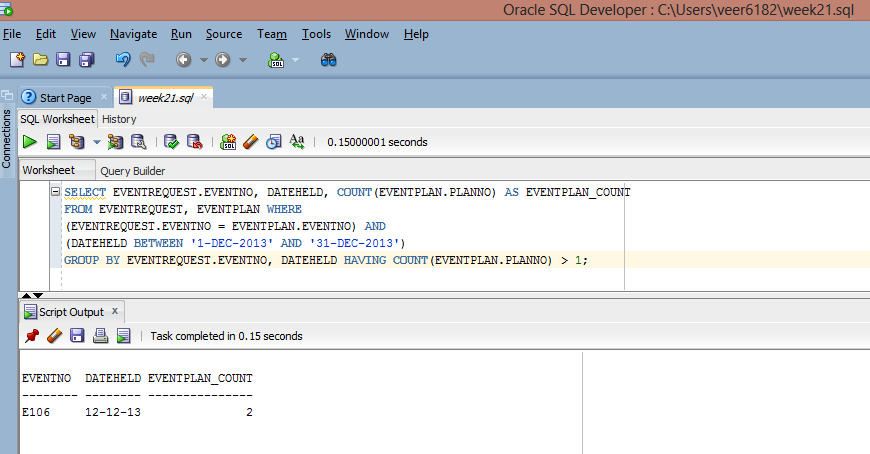 Oracle SQL Developer : C:\Users\veer6182\week21.sql
File Edit View Navigate Run Source Team Tools Window Help
Start Page × week21.sql ×
Connections
SQL Worksheet History
0.15000001 seconds
Worksheet Query Builder
SELECT EVENTREQUEST.EVENTNO, DATEHELD, COUNT(EVENTPLAN.PLANNO) AS EVENTPLAN_COUNT
FROM EVENTREQUEST, EVENTPLAN WHERE
(EVENTREQUEST.EVENTNO = EVENTPLAN.EVENTNO) AND
(DATEHELD BETWEEN '1-DEC-2013' AND '31-DEC-2013')
GROUP BY EVENTREQUEST.EVENTNO, DATEHELD HAVING COUNT(EVENTPLAN.PLANNO) > 1;
Script Output ×
Task completed in 0.15 seconds
EVENTNO DATEHELD EVENTPLAN_COUNT
-------- -------- ---------------
E106 12-12-13 2